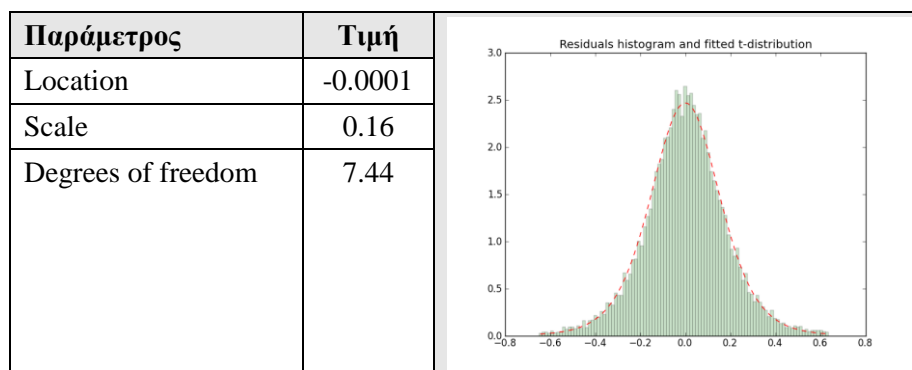 Παράμετρος Τιμή
Location -0.0001
Scale 0.16
Degrees of freedom 7.44
Residuals histogram and fitted t-distribution
3.0
2.5
2.0
1.5
1.0
0.5
0.0
−0.8 −0.6 −0.4 −0.2 0.0 0.2 0.4 0.6 0.8